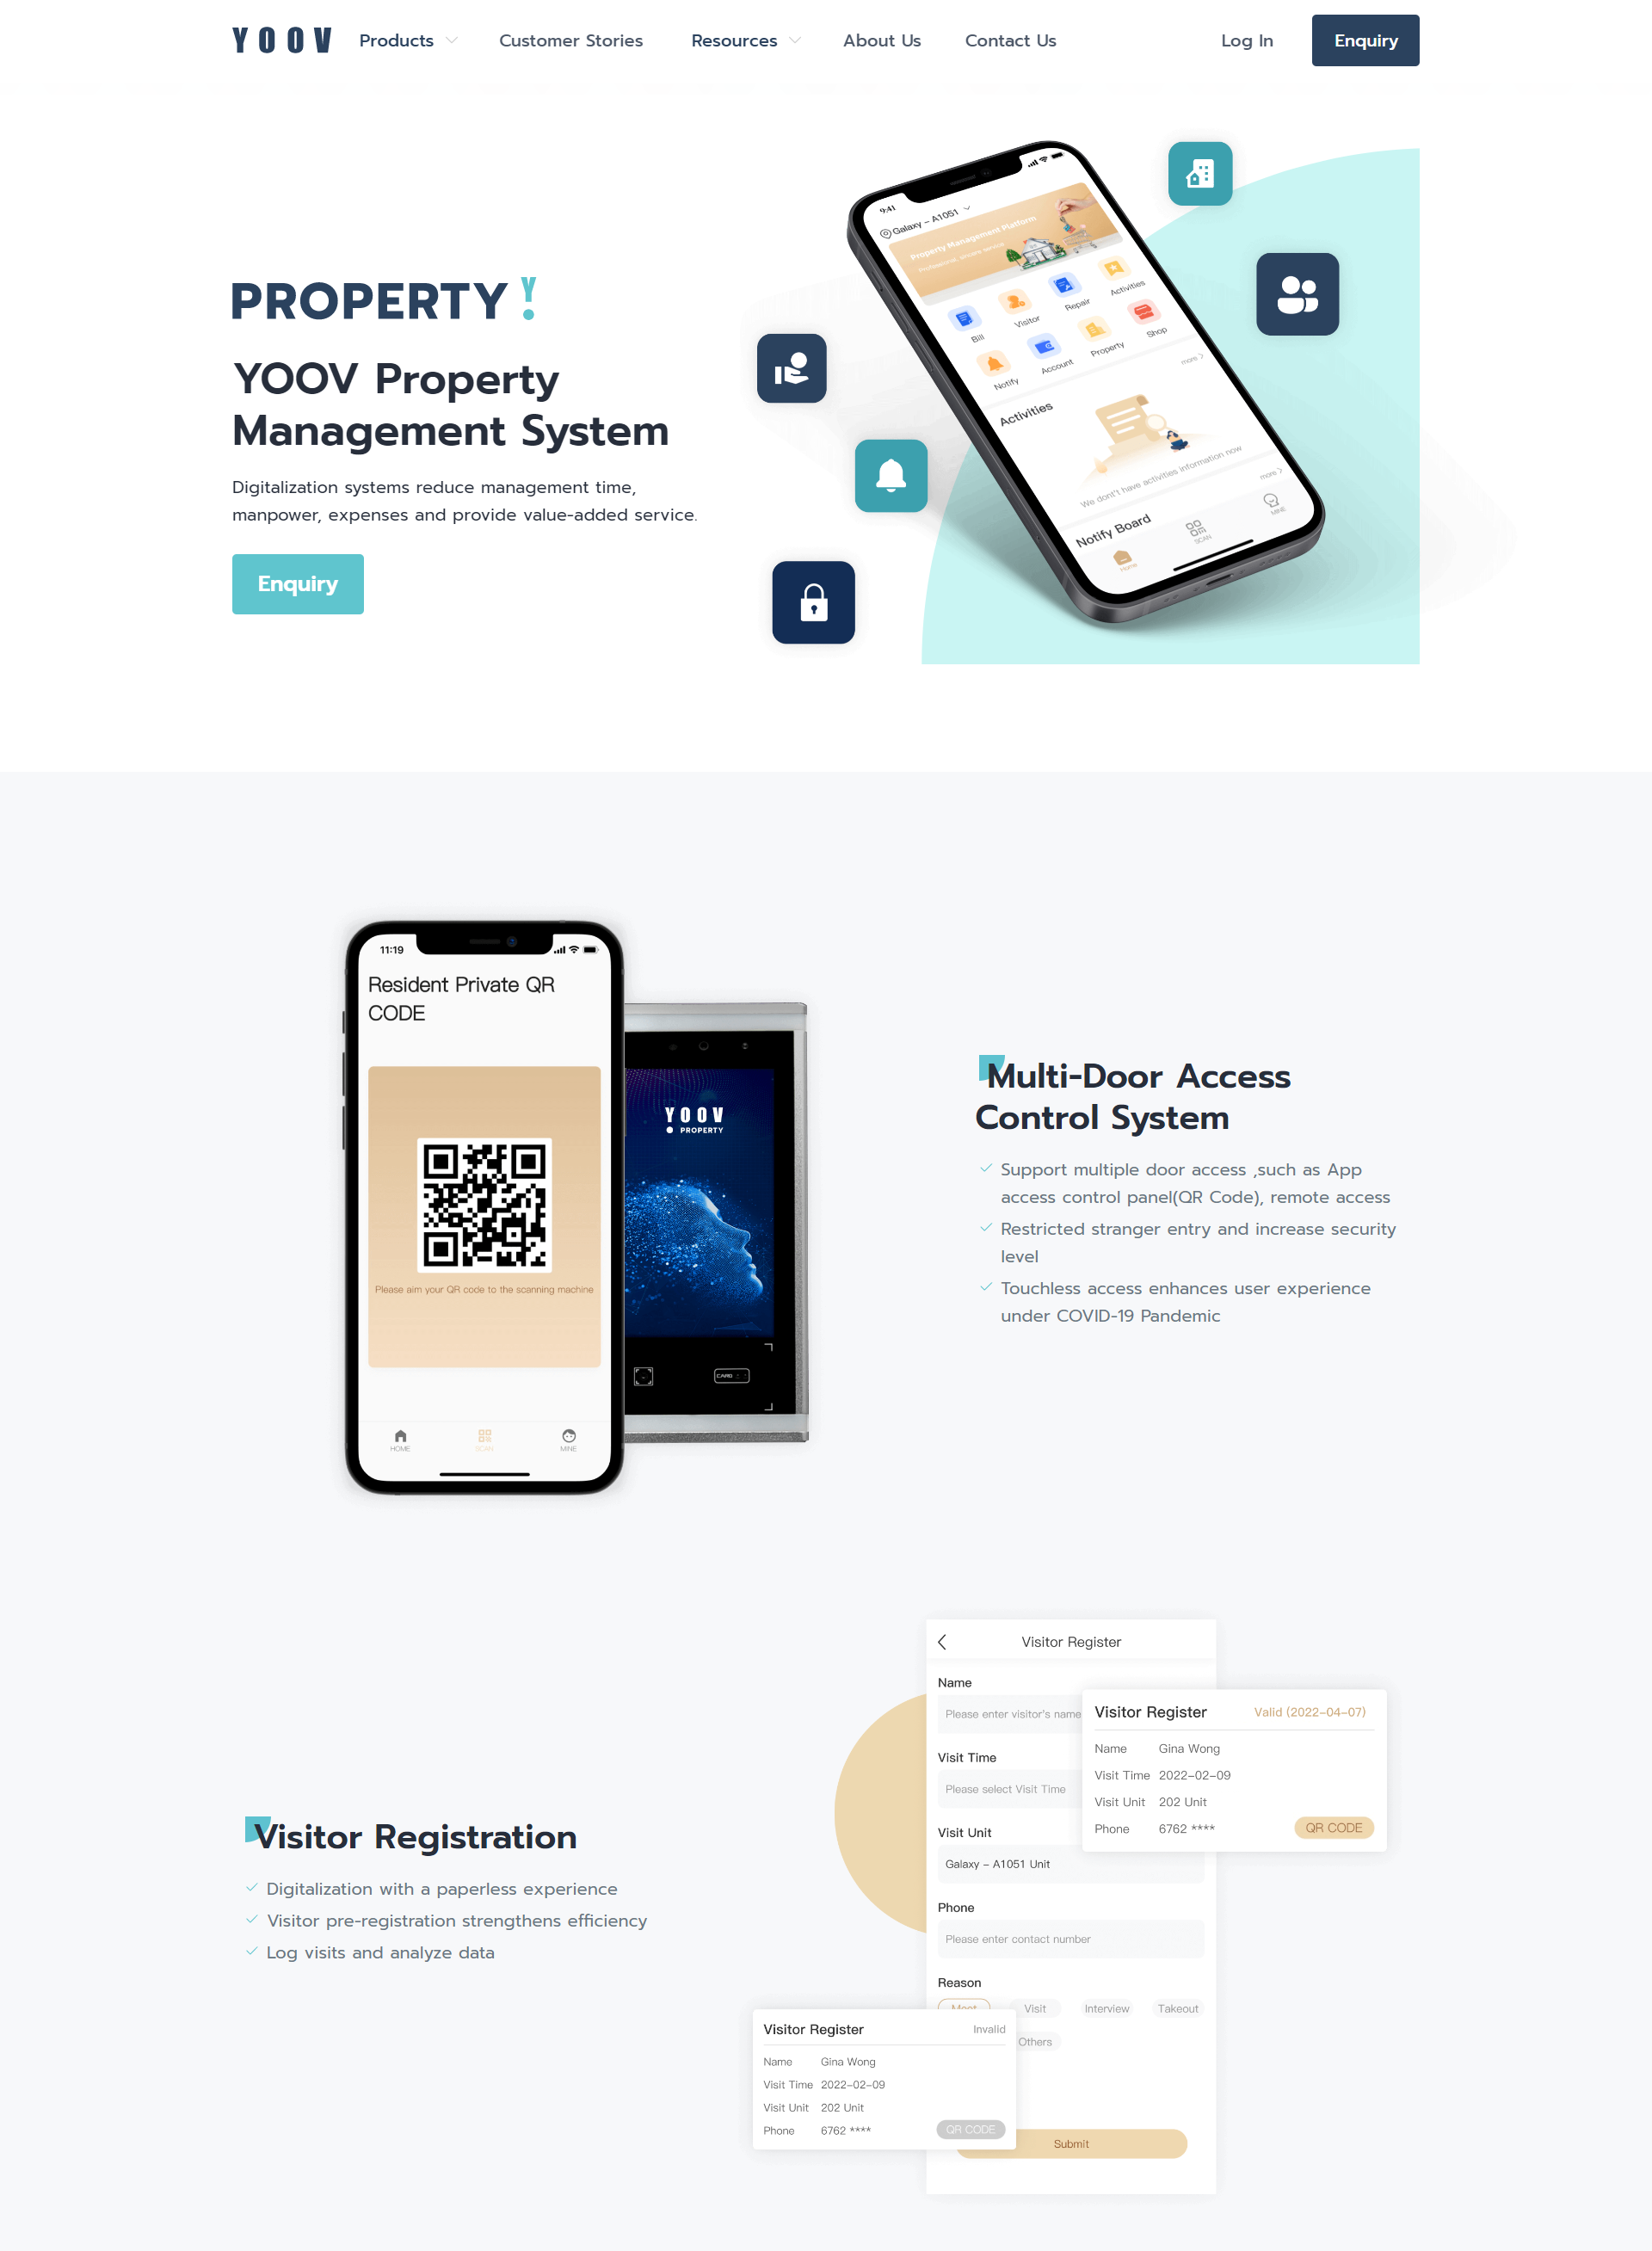 YOOV Products Customer Stories Resources About Us Contact Us Log In Enquiry
PROPERTY!
YOOV Property
Management System
Digitalization systems reduce management time,
manpower, expenses and provide value-added service.
Enquiry
9:41
Galaxy – A1051
Property Management Platform
Professional, sincere service
Bill Visitor Repair Activities
Notify Account Property Shop
more
Activities
We dont't have activities information now
more
Notify Board
Home SCAN MINE
11:19
Resident Private QR
CODE
Please aim your QR code to the scanning machine
HOME SCAN MINE
YOOV
PROPERTY
CARD
Multi-Door Access
Control System
Support multiple door access ,such as App
access control panel(QR Code), remote access
Restricted stranger entry and increase security
level
Touchless access enhances user experience
under COVID-19 Pandemic
Visitor Registration
Digitalization with a paperless experience
Visitor pre-registration strengthens efficiency
Log visits and analyze data
Visitor Register
Name
Please enter visitor's name
Visit Time
Please select Visit Time
Visit Unit
Galaxy – A1051 Unit
Phone
Please enter contact number
Reason
Meet Visit Interview Takeout
Others
Submit
Visitor Register Valid (2022-04-07)
Name Gina Wong
Visit Time 2022-02-09
Visit Unit 202 Unit
Phone 6762 ****
QR CODE
Visitor Register Invalid
Name Gina Wong
Visit Time 2022-02-09
Visit Unit 202 Unit
Phone 6762 ****
QR CODE